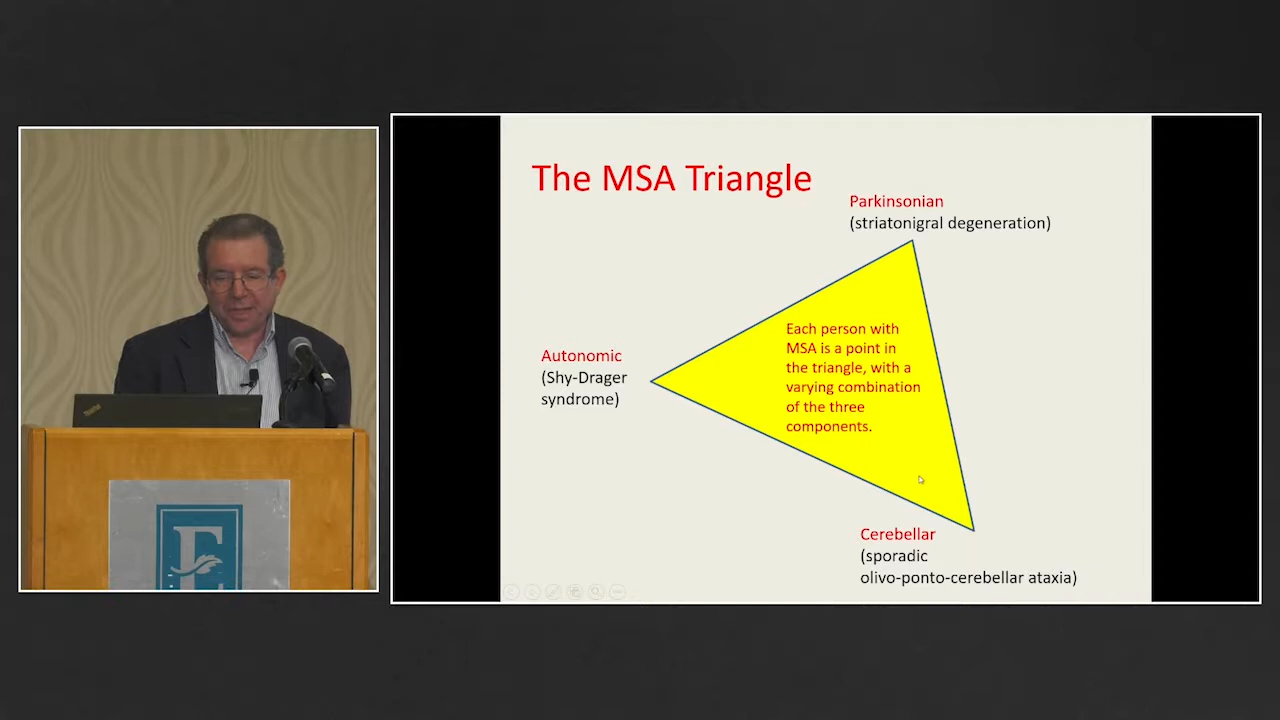 The MSA Triangle
Parkinsonian
(striatonigral degeneration)
Each person with
MSA is a point in
the triangle, with a
varying combination
of the three
components.
Autonomic
(Shy-Drager
syndrome)
Cerebellar
(sporadic
olivo-ponto-cerebellar ataxia)
ThinkPad
E